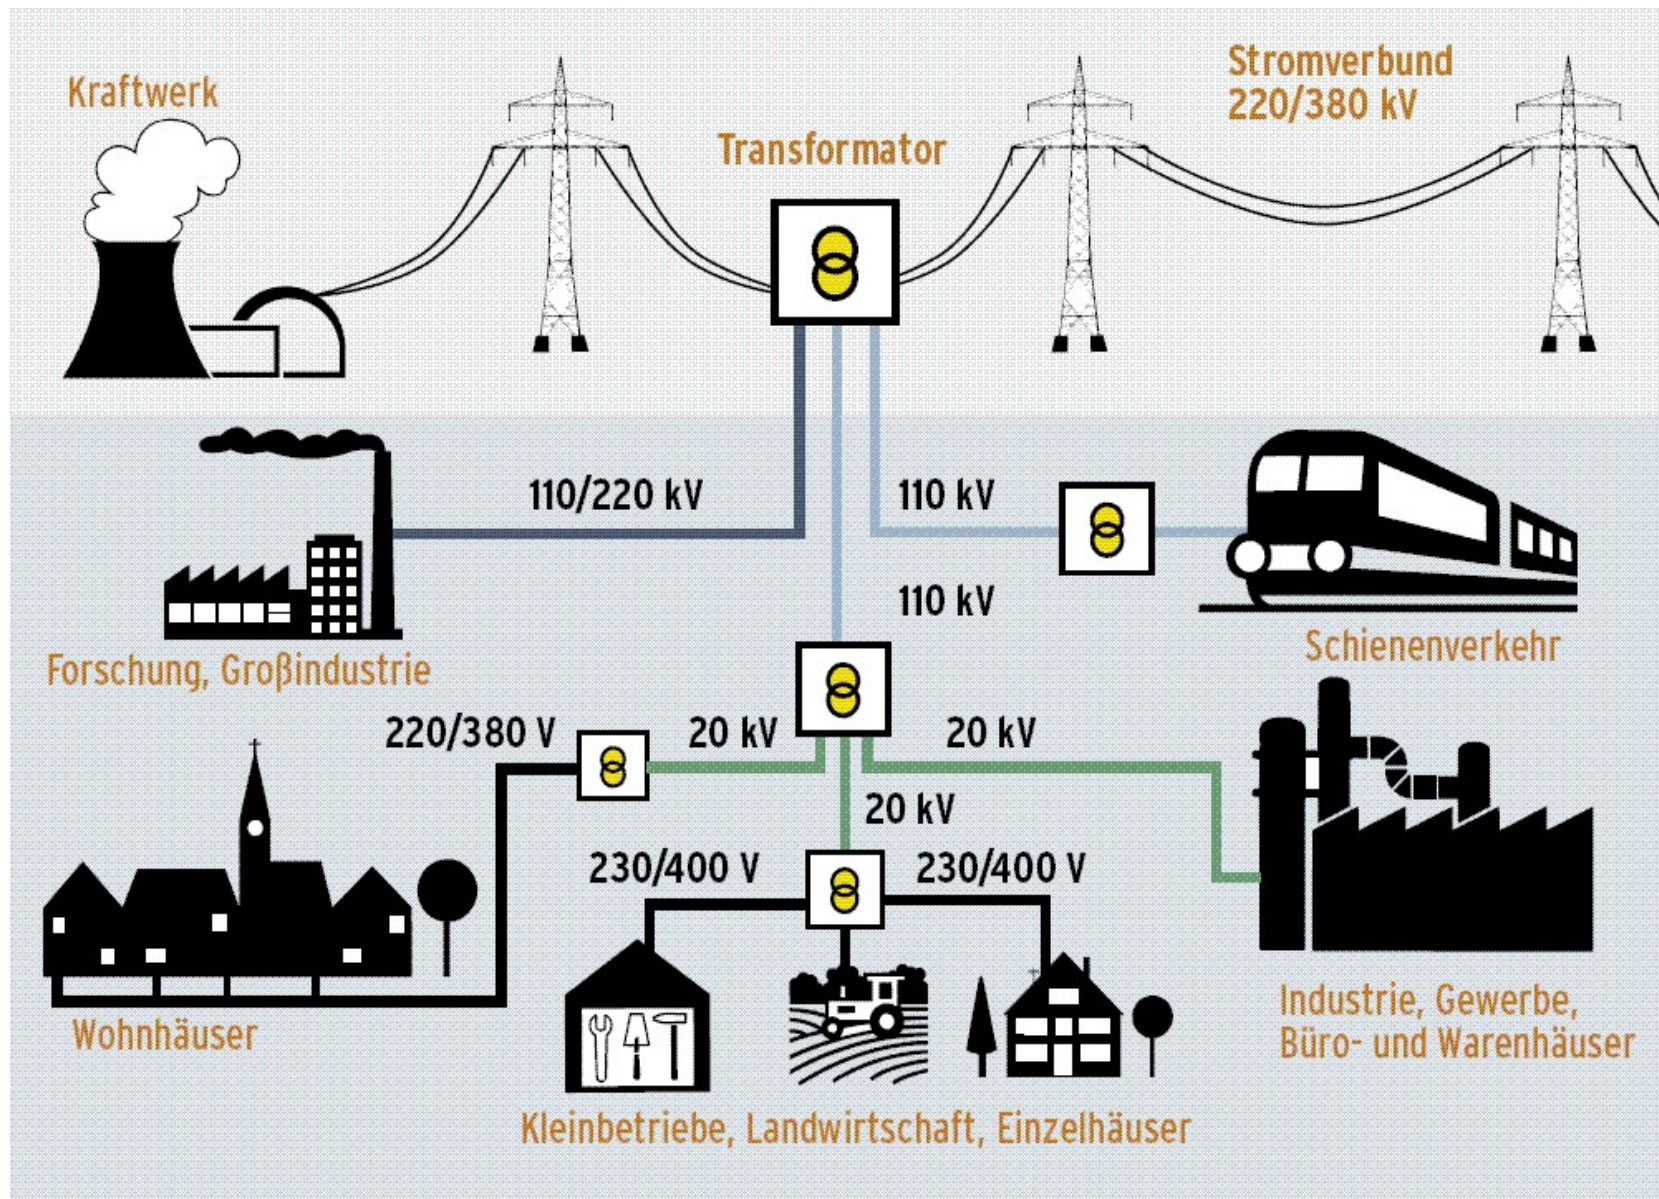 Kraftwerk
Transformator
Stromverbund
220/380 kV
110/220 kV
110 kV
110 kV
Schienenverkehr
Forschung, Großindustrie
220/380 V
20 kV
20 kV
20 kV
230/400 V
230/400 V
Wohnhäuser
Industrie, Gewerbe,
Büro- und Warenhäuser
Kleinbetriebe, Landwirtschaft, Einzelhäuser